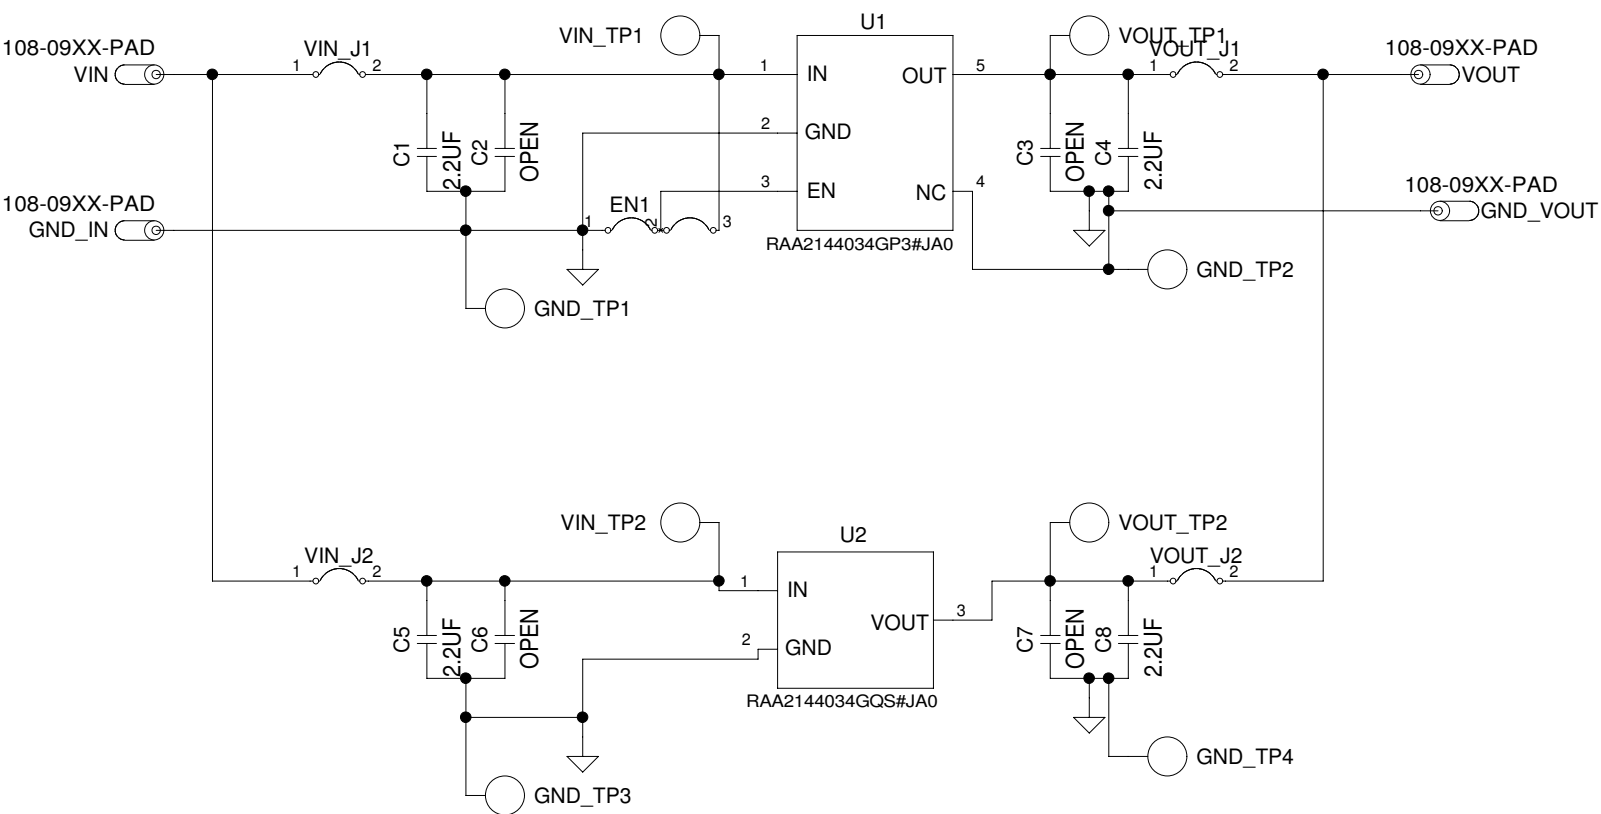 108-09XX-PAD
VIN
1 VIN_J1 2
VIN_TP1
U1
1 IN
OUT 5
2 GND
3 EN
NC 4
RAA2144034GP3#JA0
VOUT_TP1
1 VOUT_J1 2
108-09XX-PAD
VOUT
C1
2.2UF
C2
OPEN
C3
OPEN
C4
2.2UF
108-09XX-PAD
GND_IN
1 EN1 2 3
108-09XX-PAD
GND_VOUT
GND_TP2
GND_TP1
1 VIN_J2 2
VIN_TP2
U2
1 IN
2 GND
VOUT 3
RAA2144034GQS#JA0
VOUT_TP2
1 VOUT_J2 2
C5
2.2UF
C6
OPEN
C7
OPEN
C8
2.2UF
GND_TP4
GND_TP3